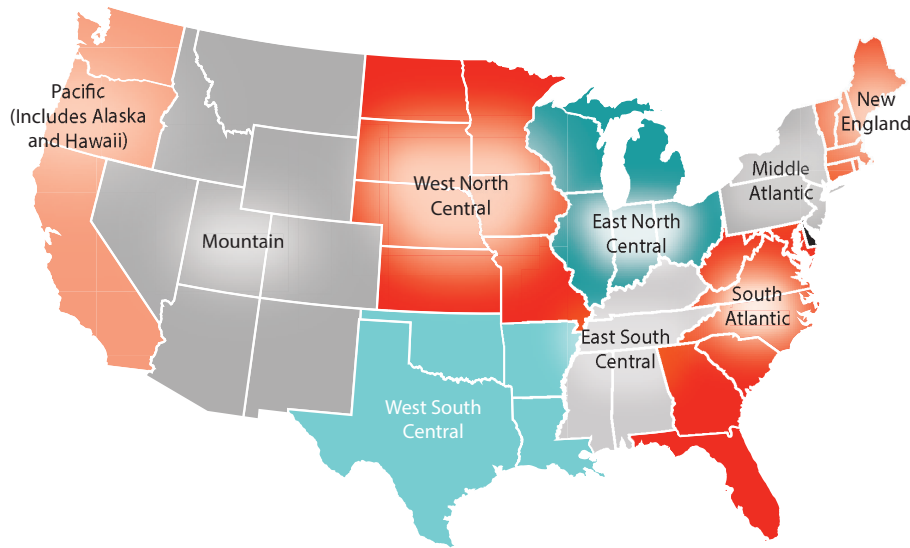 Pacific
(Includes Alaska
and Hawaii)
New
England
Middle
Atlantic
West North
Central
East North
Central
Mountain
South
Atlantic
East South
Central
West South
Central